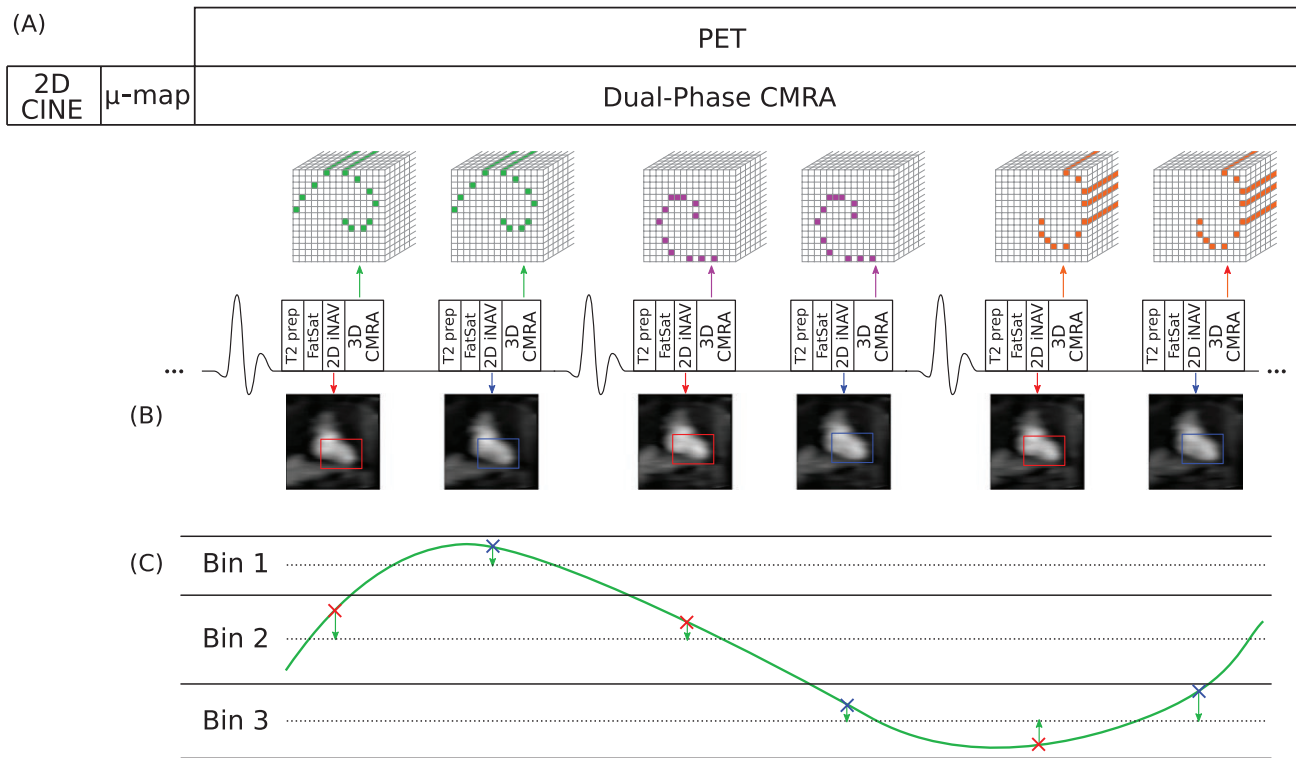 (A)
PET
2D
CINE
μ-map
Dual-Phase CMRA
T2 prep
FatSat
2D iNAV
3D
CMRA
T2 prep
FatSat
2D iNAV
3D
CMRA
T2 prep
FatSat
2D iNAV
3D
CMRA
T2 prep
FatSat
2D iNAV
3D
CMRA
T2 prep
FatSat
2D iNAV
3D
CMRA
T2 prep
FatSat
2D iNAV
3D
CMRA
... ...
(B)
(C)
Bin 1
Bin 2
Bin 3